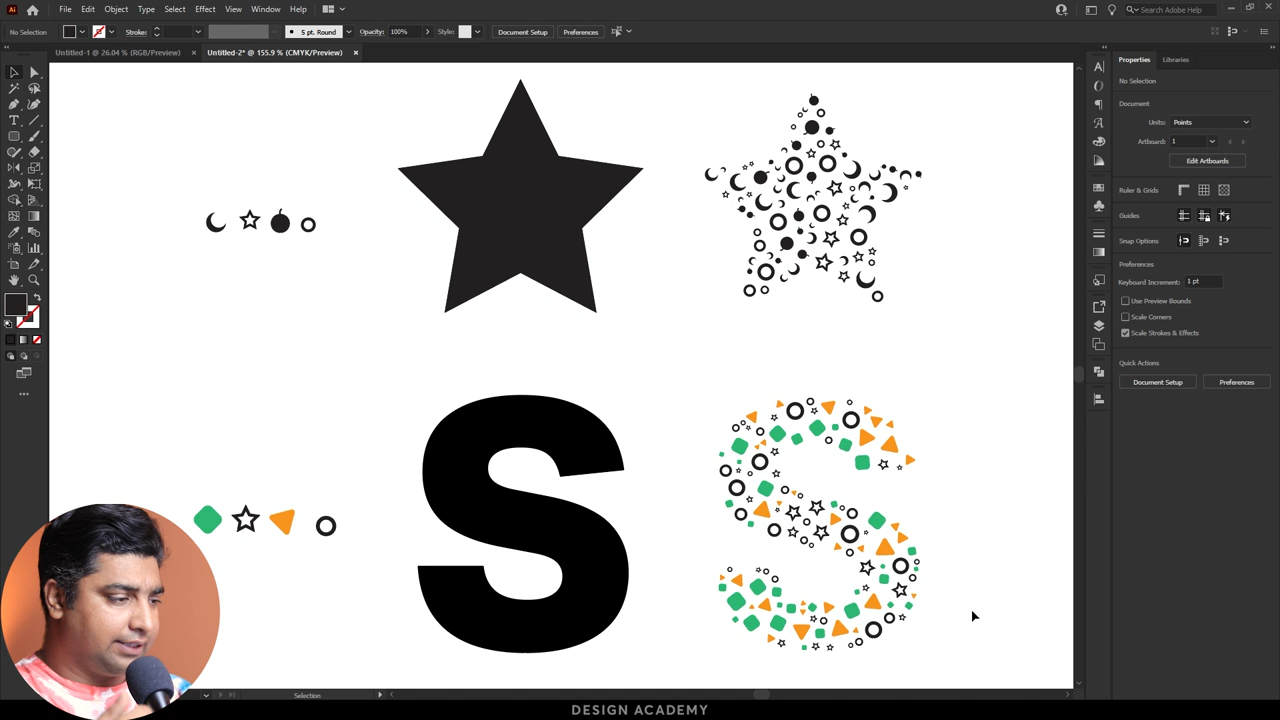 Ai File Edit Object Type Select Effect View Window Help Search Adobe Help
No Selection Stroke: 5 pt. Round Opacity: 100% Style: Document Setup Preferences
Untitled-1 @ 26.04 % (RGB/Preview) × Untitled-2* @ 155.9 % (CMYK/Preview) ×
Properties Libraries
No Selection
Document
Units: Points
Artboard: 1
Edit Artboards
Ruler & Grids
Guides
Snap Options
Preferences
Keyboard Increment: 1 pt
Use Preview Bounds
Scale Corners
Scale Strokes & Effects
Quick Actions
Document Setup Preferences
S S
Selection
DESIGN ACADEMY